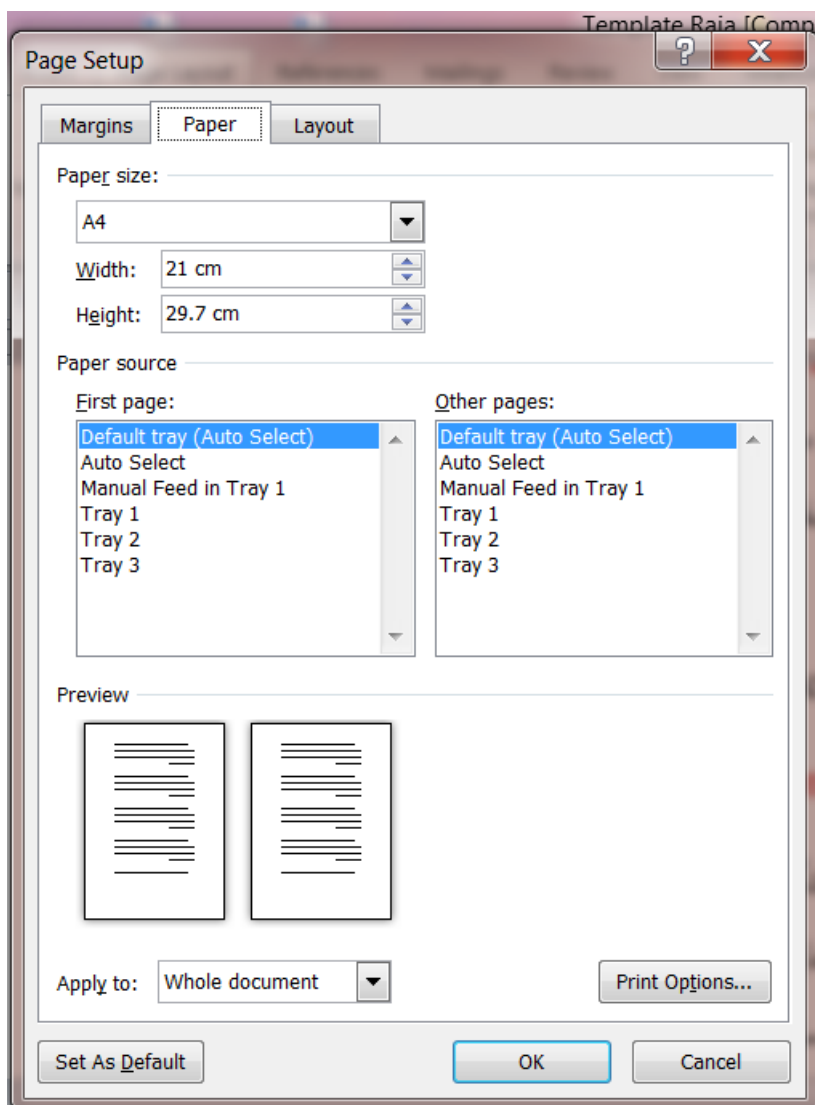 Template Raja [Comp
Page Setup
Margins Paper Layout
Paper size:
A4
Width: 21 cm
Height: 29.7 cm
Paper source
First page: Other pages:
Default tray (Auto Select) Default tray (Auto Select)
Auto Select Auto Select
Manual Feed in Tray 1 Manual Feed in Tray 1
Tray 1 Tray 1
Tray 2 Tray 2
Tray 3 Tray 3
Preview
Apply to: Whole document Print Options...
Set As Default OK Cancel